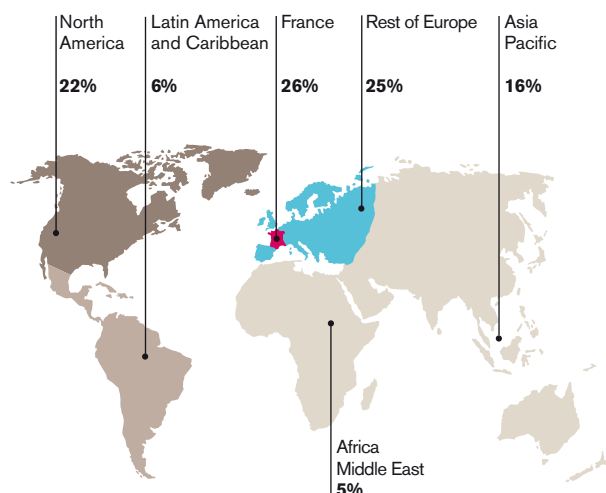 North
America
22%
Latin America
and Caribbean
6%
France
26%
Rest of Europe
25%
Asia
Pacific
16%
Africa
Middle East
5%